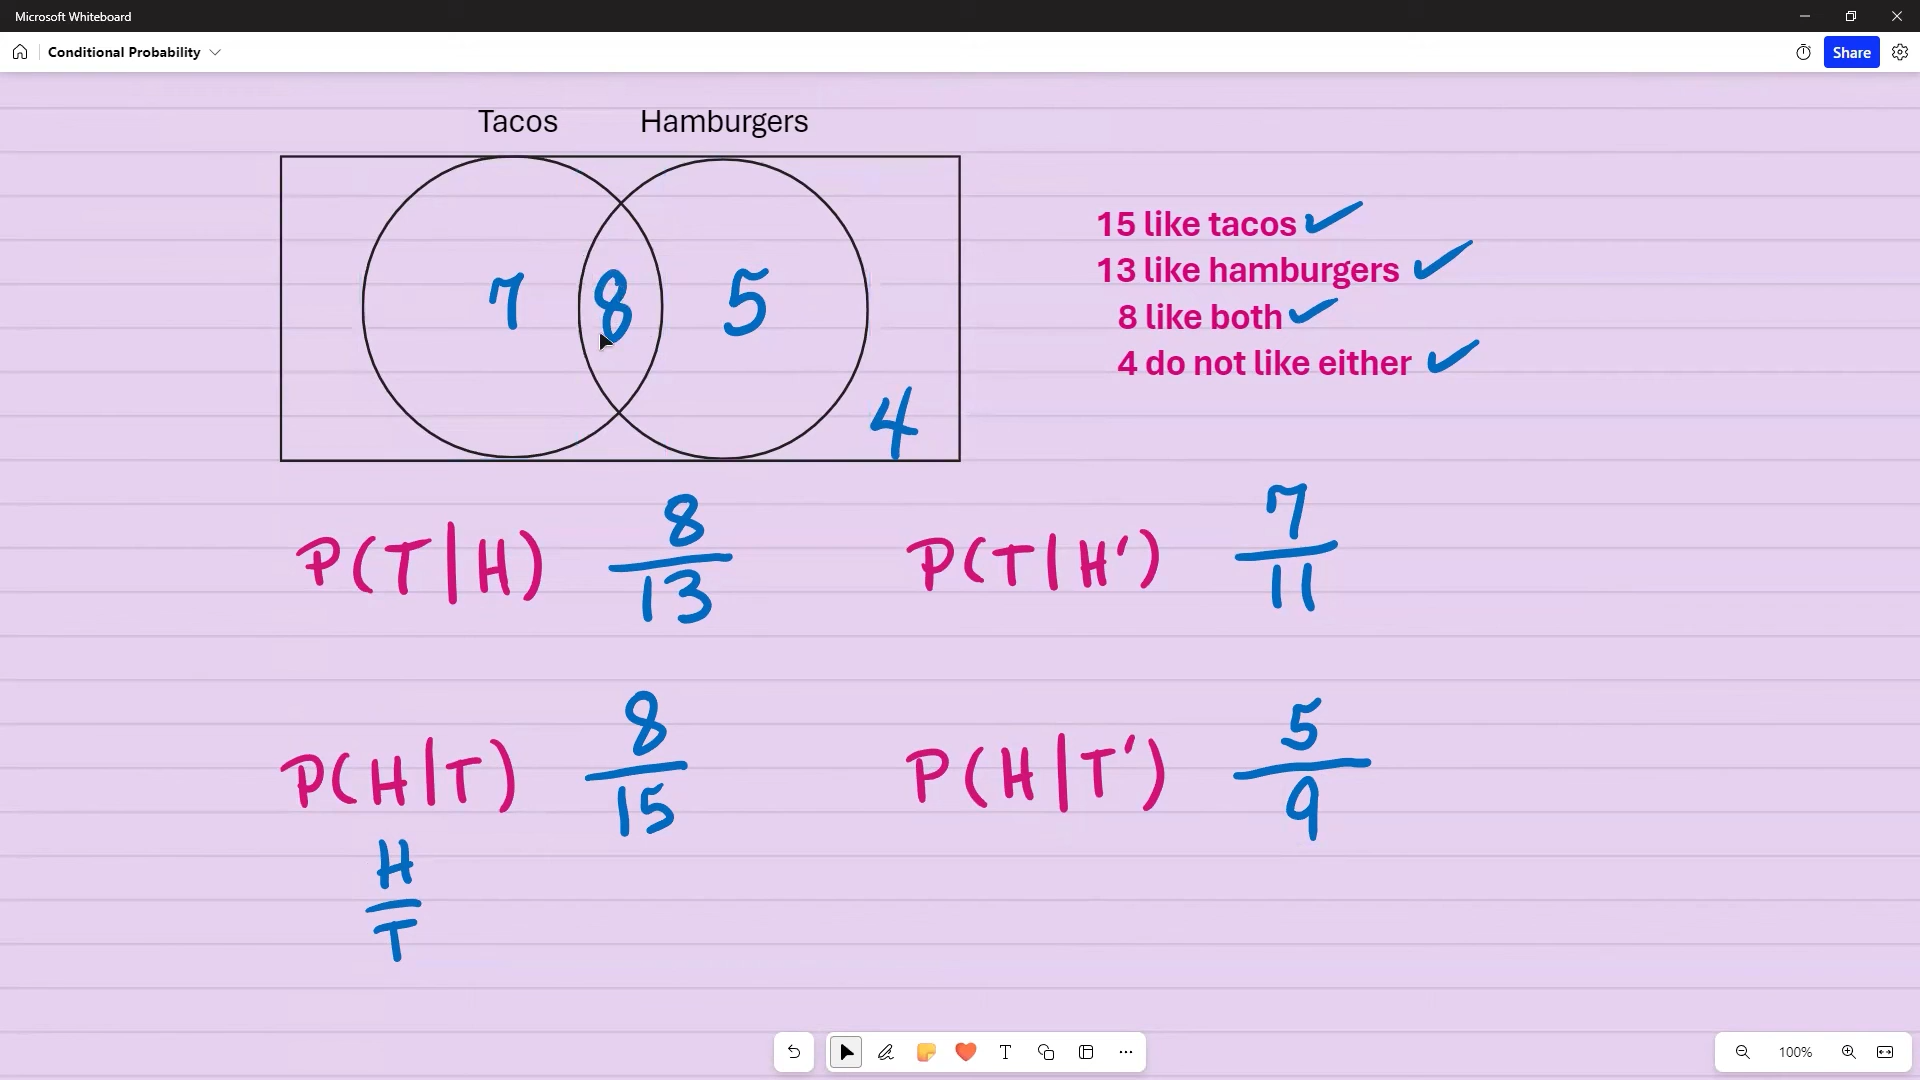 Microsoft Whiteboard
Conditional Probability
Share
Tacos Hamburgers
7 8 5
4
15 like tacos ✓
13 like hamburgers ✓
8 like both ✓
4 do not like either ✓
P(T|H) 8/13
P(T|H') 7/11
P(H|T) 8/15
H/T
P(H|T') 5/9
100%